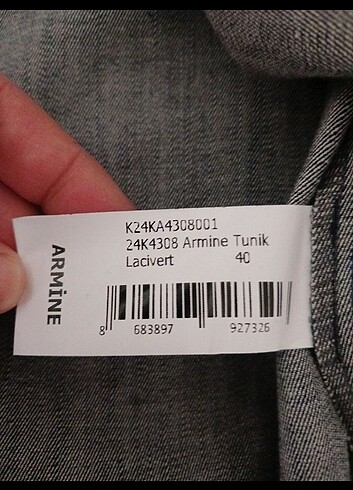 K24KA4308001
24K4308 Armine Tunik
Lacivert 40
ARMİNE
8 683897 927326